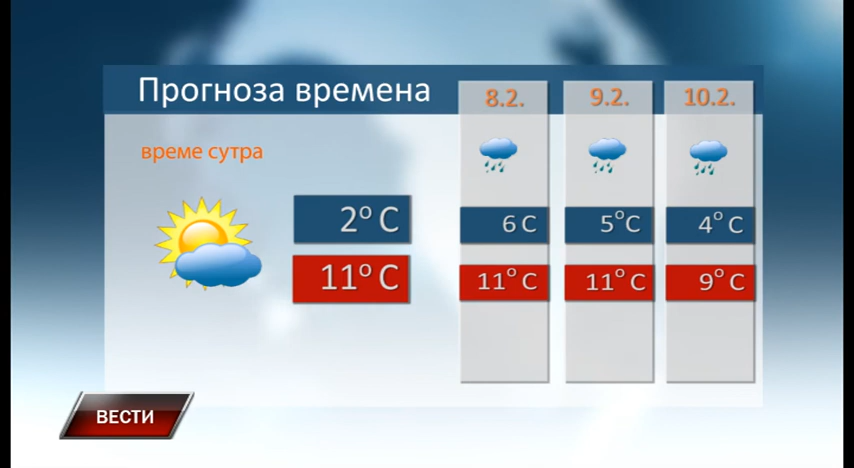 Прогноза времена
време сутра
2° C
11° C
8.2.
6 C
11° C
9.2.
5°C
11° C
10.2.
4° C
9° C
ВЕСТИ